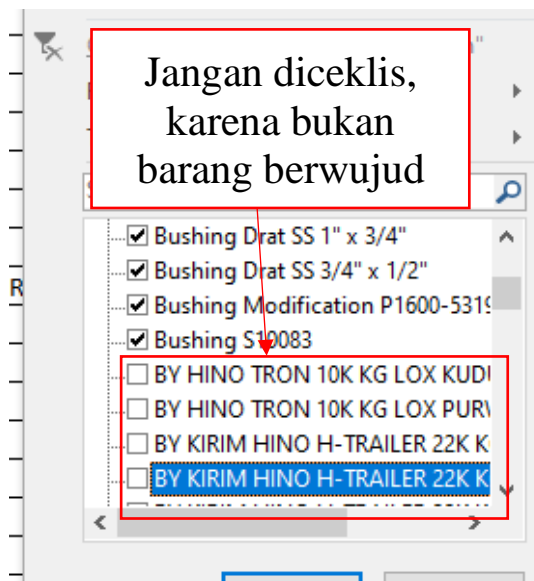 Jangan diceklis,
karena bukan
barang berwujud
Bushing Drat SS 1" x 3/4"
Bushing Drat SS 3/4" x 1/2"
Bushing Modification P1600-5319
Bushing S10083
BY HINO TRON 10K KG LOX KUD
BY HINO TRON 10K KG LOX PUR
BY KIRIM HINO H-TRAILER 22K K
BY KIRIM HINO H-TRAILER 22K K
R